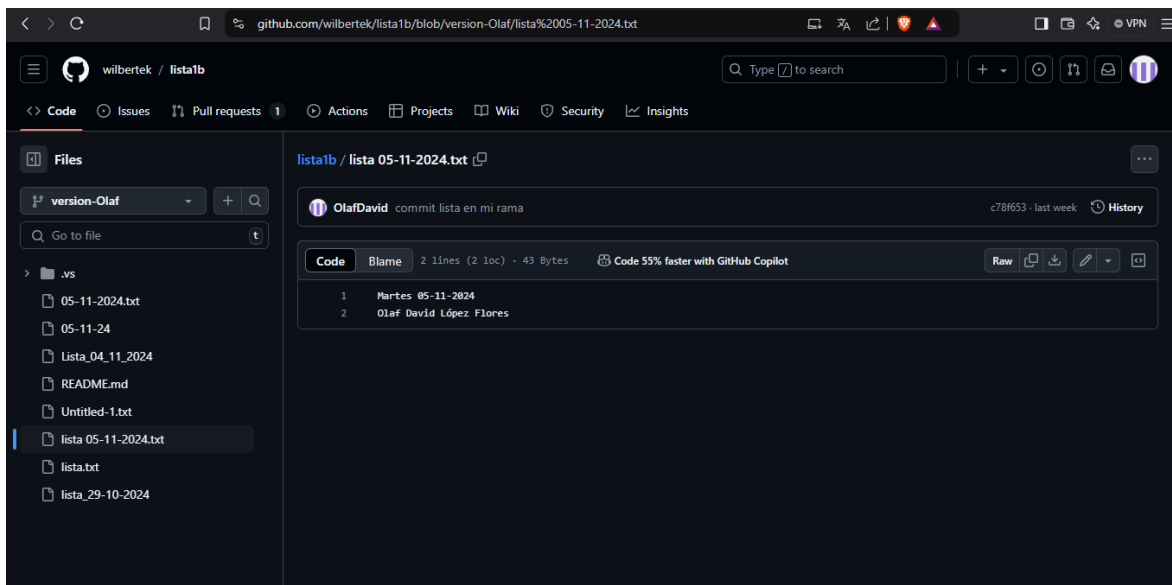 github.com/wilbertek/lista1b/blob/version-Olaf/lista%2005-11-2024.txt
VPN
wilbertek / lista1b
Type / to search
Code
Issues
Pull requests 1
Actions
Projects
Wiki
Security
Insights
Files
version-Olaf
Go to file
t
.vs
05-11-2024.txt
05-11-24
Lista_04_11_2024
README.md
Untitled-1.txt
lista 05-11-2024.txt
lista.txt
lista_29-10-2024
lista1b / lista 05-11-2024.txt
OlafDavid commit lista en mi rama
c78f653 · last week
History
Code
Blame
2 lines (2 loc) · 43 Bytes
Code 55% faster with GitHub Copilot
Raw
1 Martes 05-11-2024
2 Olaf David López Flores